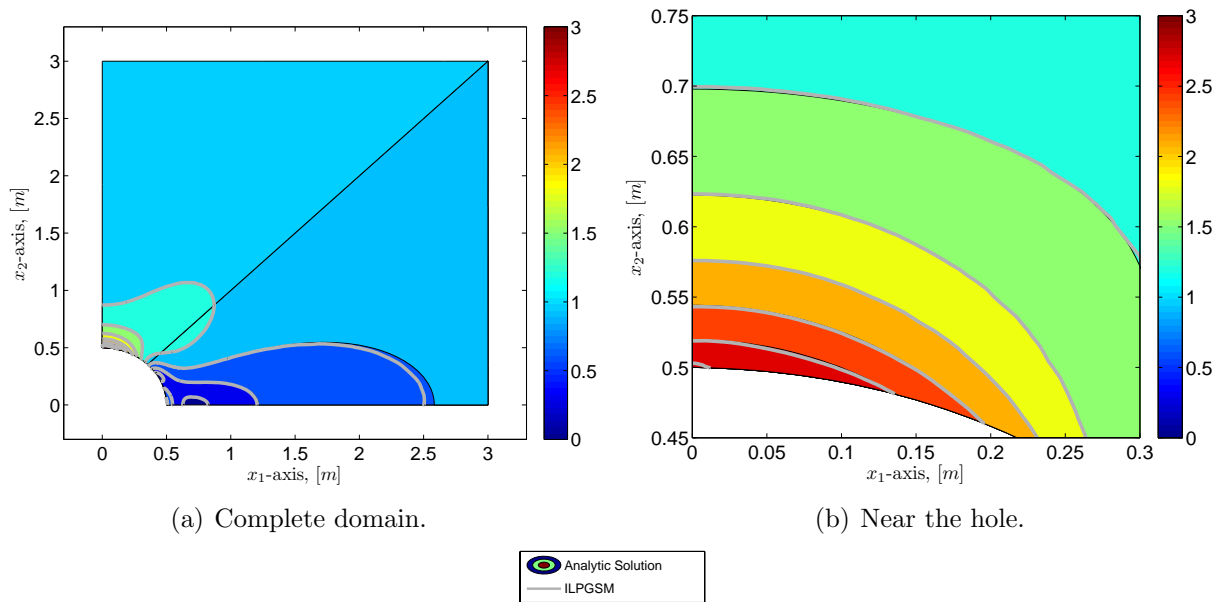 3
2.5
2
1.5
1
0.5
0
x₂-axis, [m]
0 0.5 1 1.5 2 2.5 3
x₁-axis, [m]
3
2.5
2
1.5
1
0.5
0
(a) Complete domain.
0.75
0.7
0.65
0.6
0.55
0.5
0.45
x₂-axis, [m]
0 0.05 0.1 0.15 0.2 0.25 0.3
x₁-axis, [m]
3
2.5
2
1.5
1
0.5
0
(b) Near the hole.
Analytic Solution
ILPGSM